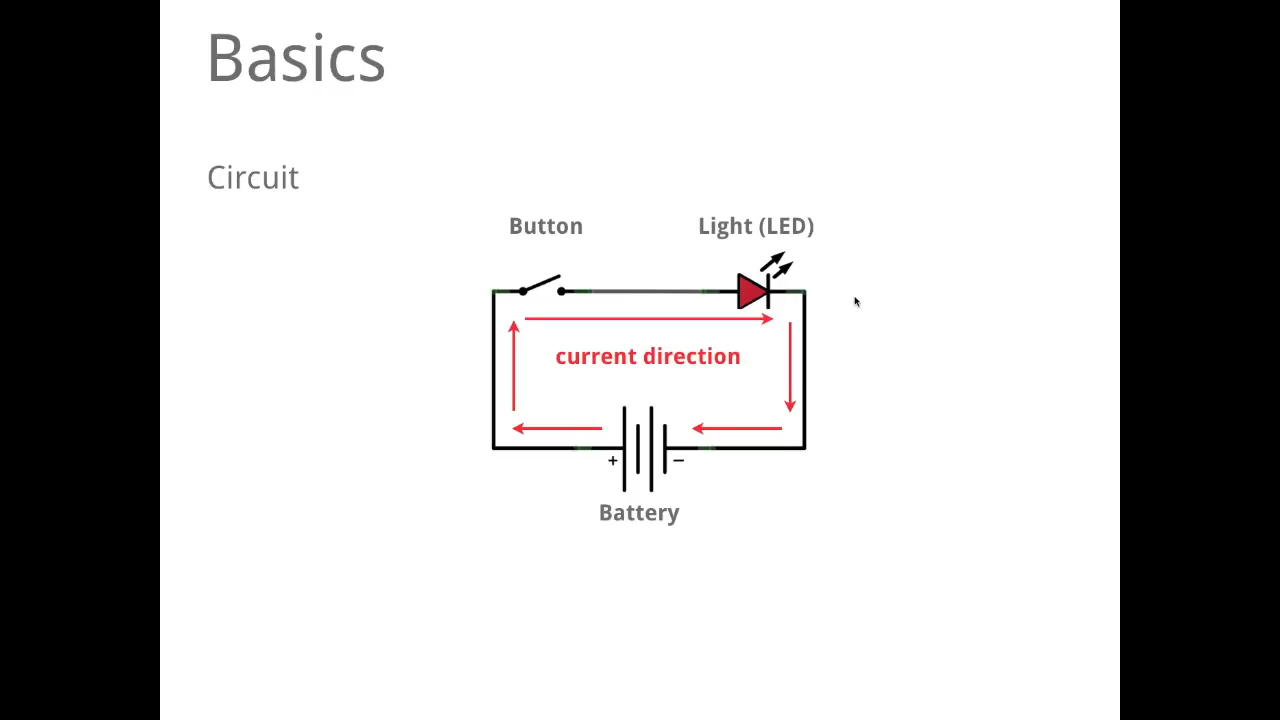 Basics
Circuit
Button Light (LED)
current direction
+ −
Battery